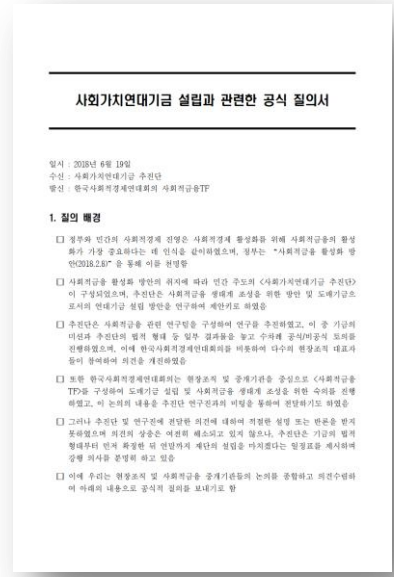 사회가치연대기금 설립과 관련한 공식 질의서
일시 : 2018년 6월 19일
수신 : 사회가치연대기금 추진단
발신 : 한국사회적경제연대회의 사회적금융TF
1. 질의 배경
□ 정부와 민간의 사회적경제 진영은 사회적경제 활성화를 위해 사회적금융의 활성
화가 가장 중요하다는 데 인식을 같이하였으며, 정부는 “사회적금융 활성화 방
안(2018.2.8)”을 통해 이를 천명함
□ 사회적금융 활성화 방안의 취지에 따라 민간 주도의 <사회가치연대기금 추진단>
이 구성되었으며, 추진단은 사회적금융 생태계 조성을 위한 방안 및 도매기금으
로서의 연대기금 설립 방안을 연구하여 제안키로 하였음
□ 추진단은 사회적금융 관련 연구팀을 구성하여 연구를 추진하였고, 이 중 기금의
미션과 추진단의 법적 형태 등 일부 결과물을 놓고 수차례 공식/비공식 토의를
진행하였으며, 이에 한국사회적경제연대회의를 비롯하여 다수의 현장조직 대표자
들이 참여하여 의견을 개진하였음
□ 또한 한국사회적경제연대회의는 현장조직 및 중개기관을 중심으로 <사회적금융
TF>를 구성하여 도매기금 설립 및 사회적금융 생태계 조성을 위한 숙의를 진행
하였고, 이 논의의 내용을 추진단 연구진과의 미팅을 통하여 전달하기도 하였음
□ 그러나 추진단 및 연구진에 전달한 의견에 대하여 적절한 설명 또는 반론을 받지
못하였으며 의견의 상충은 여전히 해소되고 있지 않으나, 추진단은 기금의 법적
형태부터 먼저 확정한 뒤 연말까지 재단의 설립을 마치겠다는 일정표를 제시하며
강행 의사를 분명히 하고 있음
□ 이에 우리는 현장조직 및 사회적금융 중개기관들의 논의를 종합하고 의견수렴하
여 아래의 내용으로 공식적 질의를 보내기로 함